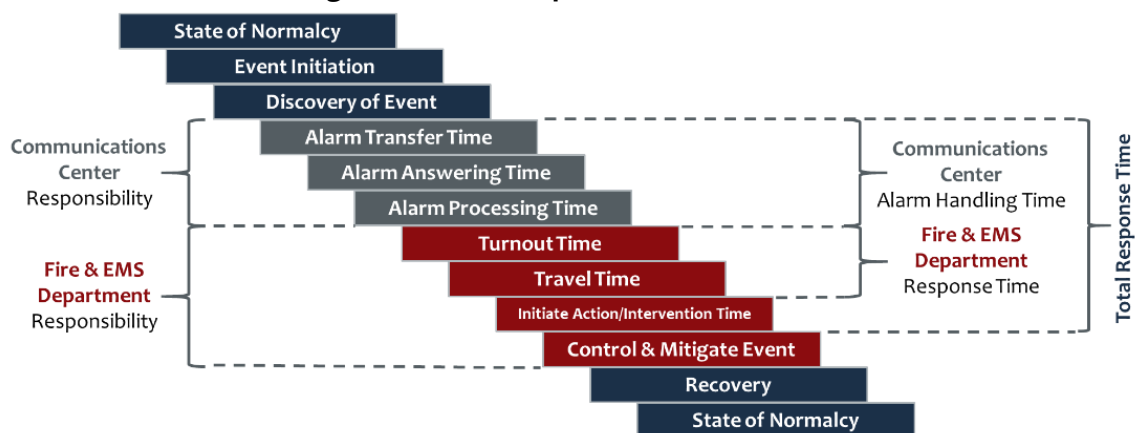 State of Normalcy
Event Initiation
Discovery of Event
Alarm Transfer Time
Alarm Answering Time
Alarm Processing Time
Turnout Time
Travel Time
Initiate Action/Intervention Time
Control & Mitigate Event
Recovery
State of Normalcy
Communications
Center
Responsibility
Fire & EMS
Department
Responsibility
Communications
Center
Alarm Handling Time
Fire & EMS
Department
Response Time
Total Response Time